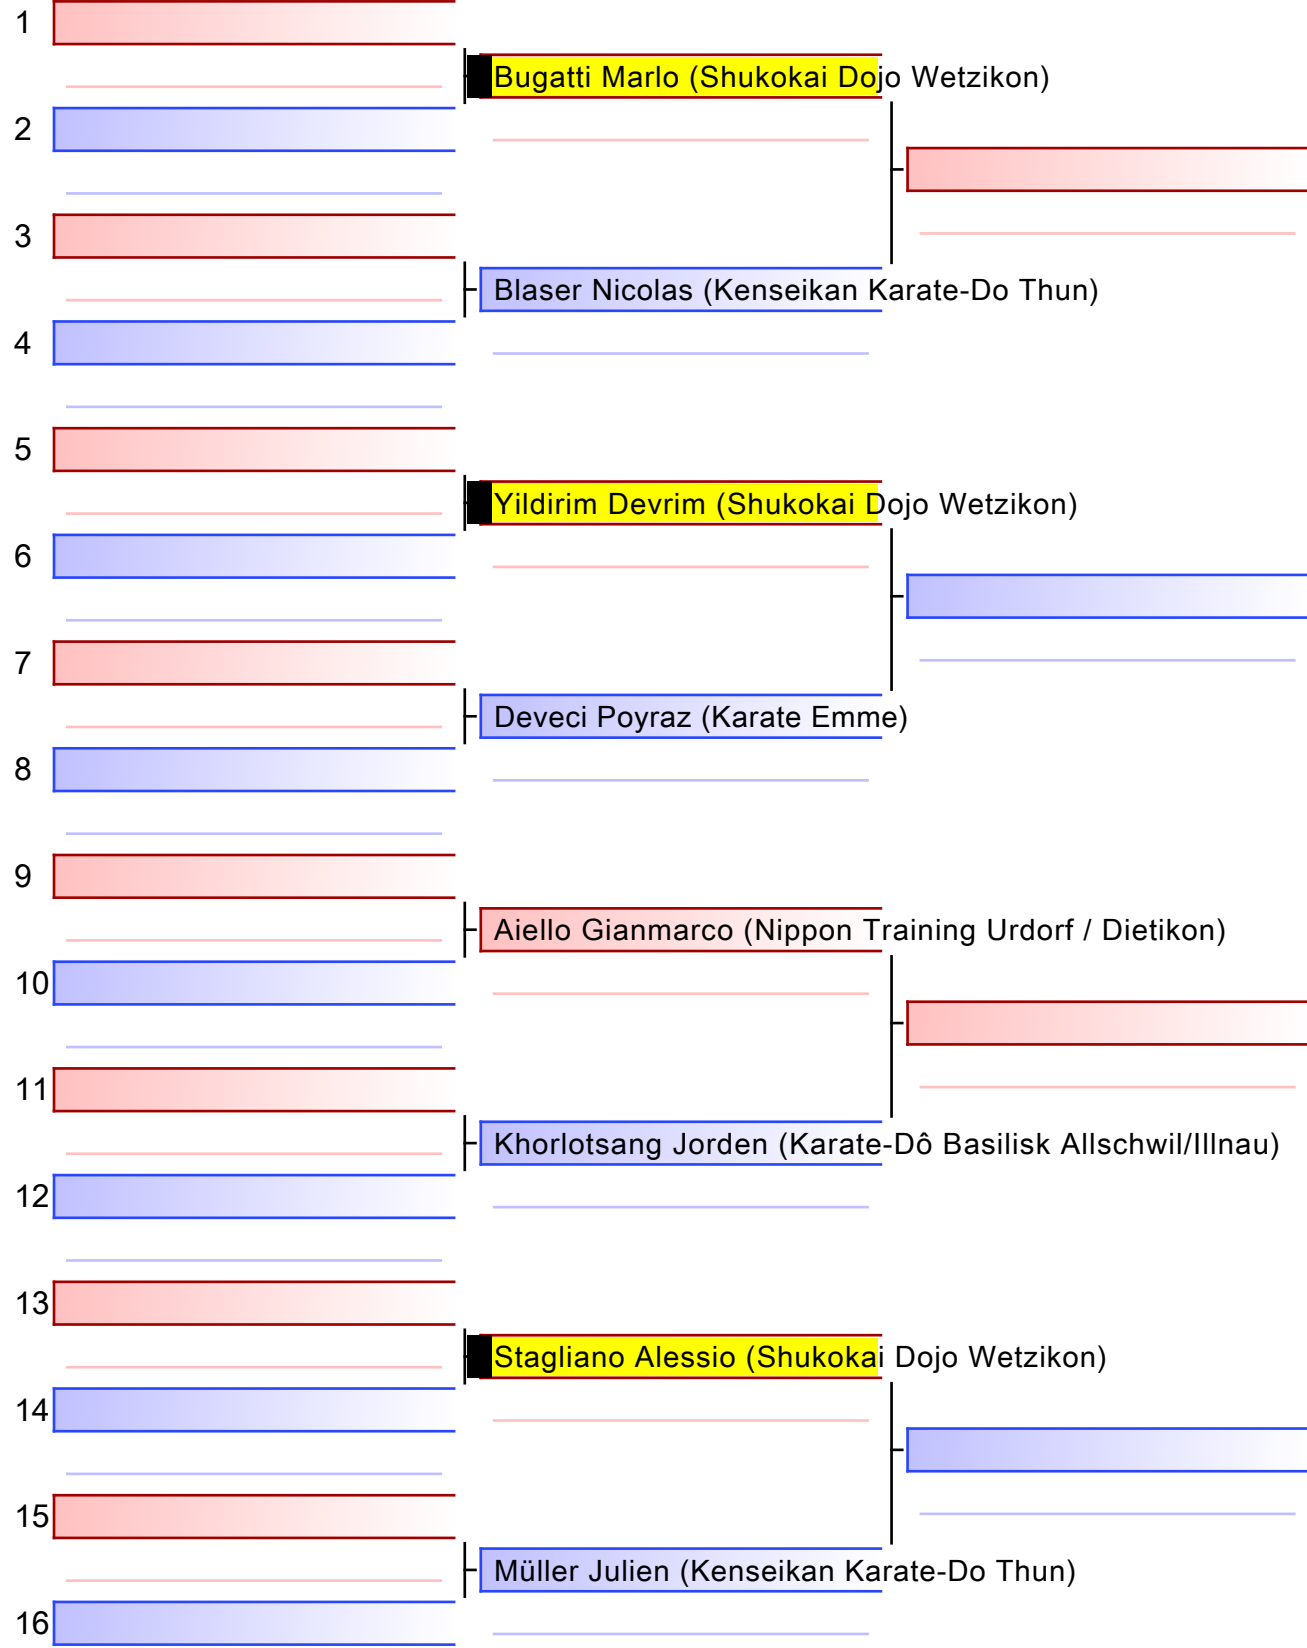 1
Bugatti Marlo (Shukokai Dojo Wetzikon)
2
3
Blaser Nicolas (Kenseikan Karate-Do Thun)
4
5
Yildirim Devrim (Shukokai Dojo Wetzikon)
6
7
Deveci Poyraz (Karate Emme)
8
9
Aiello Gianmarco (Nippon Training Urdorf / Dietikon)
10
11
Khorlotsang Jorden (Karate-Dô Basilisk Allschwil/Illnau)
12
13
Stagliano Alessio (Shukokai Dojo Wetzikon)
14
15
Müller Julien (Kenseikan Karate-Do Thun)
16